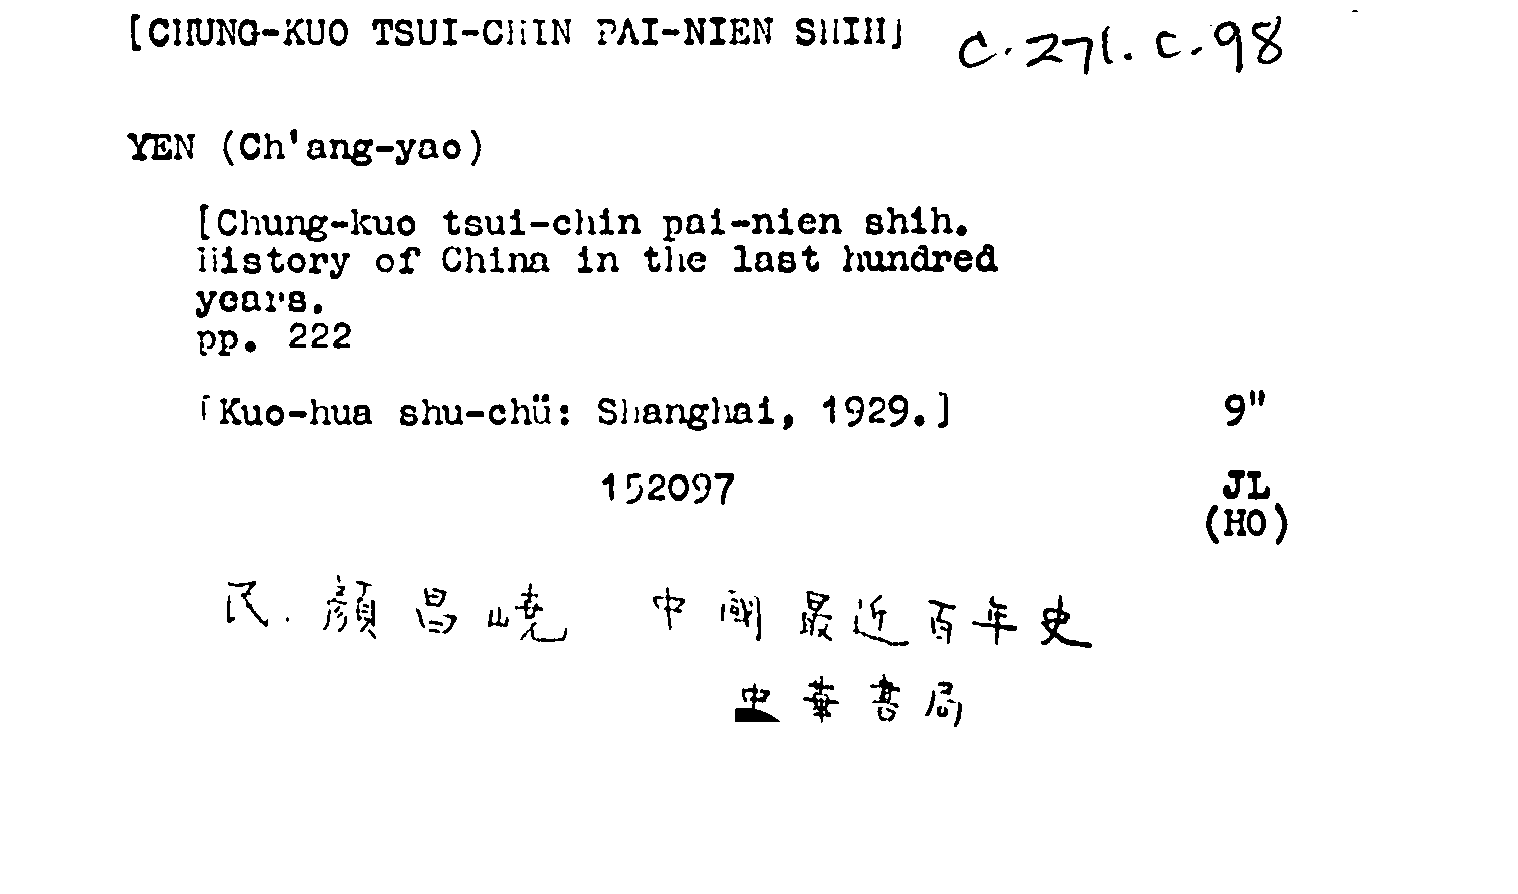 [CHUNG-KUO TSUI-CHIN PAI-NIEN SHIH] C.271.C.98
YEN (Ch'ang-yao)
[Chung-kuo tsui-chin pai-nien shih.
History of China in the last hundred
years.
pp. 222
[Kuo-hua shu-chü: Shanghai, 1929.] 9"
152097 JL
(HO)
民.顏昌嶢 中國最近百年史
中華書局